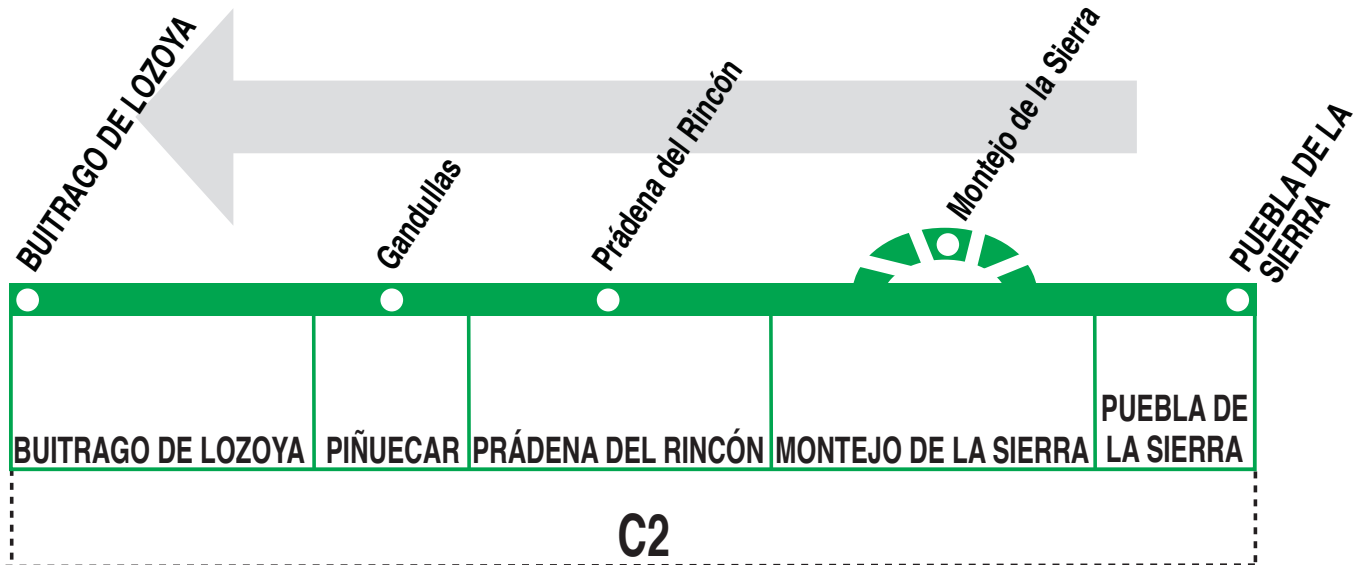 BUITRAGO DE LOZOYA
Gandullas
Prádena del Rincón
Montejo de la Sierra
PUEBLA DE LA
SIERRA
BUITRAGO DE LOZOYA
PIÑUECAR
PRÁDENA DEL RINCÓN
MONTEJO DE LA SIERRA
PUEBLA DE
LA SIERRA
C2